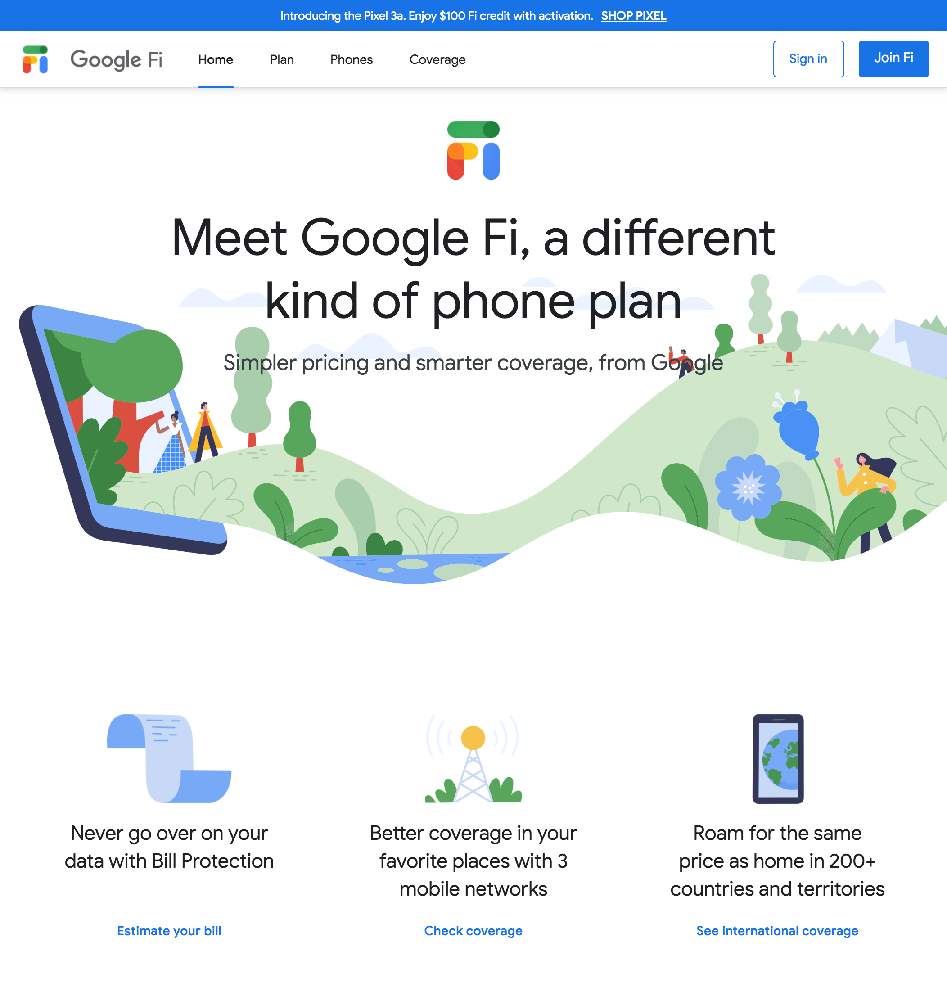 Introducing the Pixel 3a. Enjoy $100 Fi credit with activation. SHOP PIXEL
Google Fi Home Plan Phones Coverage Sign in Join Fi
Fi
Meet Google Fi, a different
kind of phone plan
Simpler pricing and smarter coverage, from Google
Never go over on your
data with Bill Protection
Estimate your bill
Better coverage in your
favorite places with 3
mobile networks
Check coverage
Roam for the same
price as home in 200+
countries and territories
See international coverage